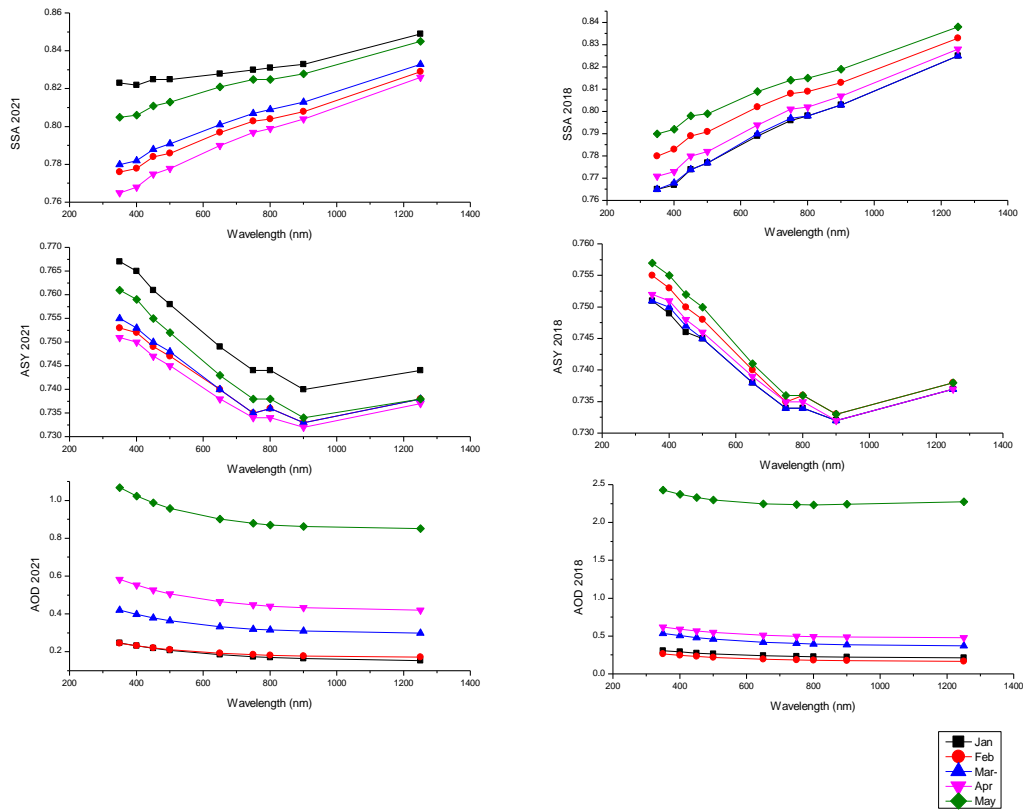 0.86
0.84
0.82
0.80
0.78
0.76
SSA 2021
200 400 600 800 1000 1200 1400
Wavelength (nm)
0.84
0.83
0.82
0.81
0.80
0.79
0.78
0.77
0.76
SSA 2018
200 400 600 800 1000 1200 1400
Wavelength (nm)
0.770
0.765
0.760
0.755
0.750
0.745
0.740
0.735
0.730
ASY 2021
200 400 600 800 1000 1200 1400
Wavelength (nm)
0.760
0.755
0.750
0.745
0.740
0.735
0.730
ASY 2018
200 400 600 800 1000 1200 1400
Wavelength (nm)
1.0
0.8
0.6
0.4
0.2
AOD 2021
200 400 600 800 1000 1200 1400
Wavelength (nm)
2.5
2.0
1.5
1.0
0.5
0.0
AOD 2018
200 400 600 800 1000 1200 1400
Wavelength (nm)
Jan
Feb
Mar-
Apr
May